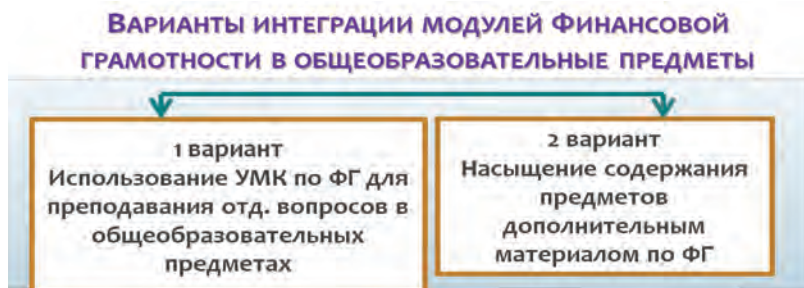 Варианты интеграции модулей Финансовой
грамотности в общеобразовательные предметы
1 вариант
Использование УМК по ФГ для
преподавания отд. вопросов в
общеобразовательных
предметах
2 вариант
Насыщение содержания
предметов
дополнительным
материалом по ФГ